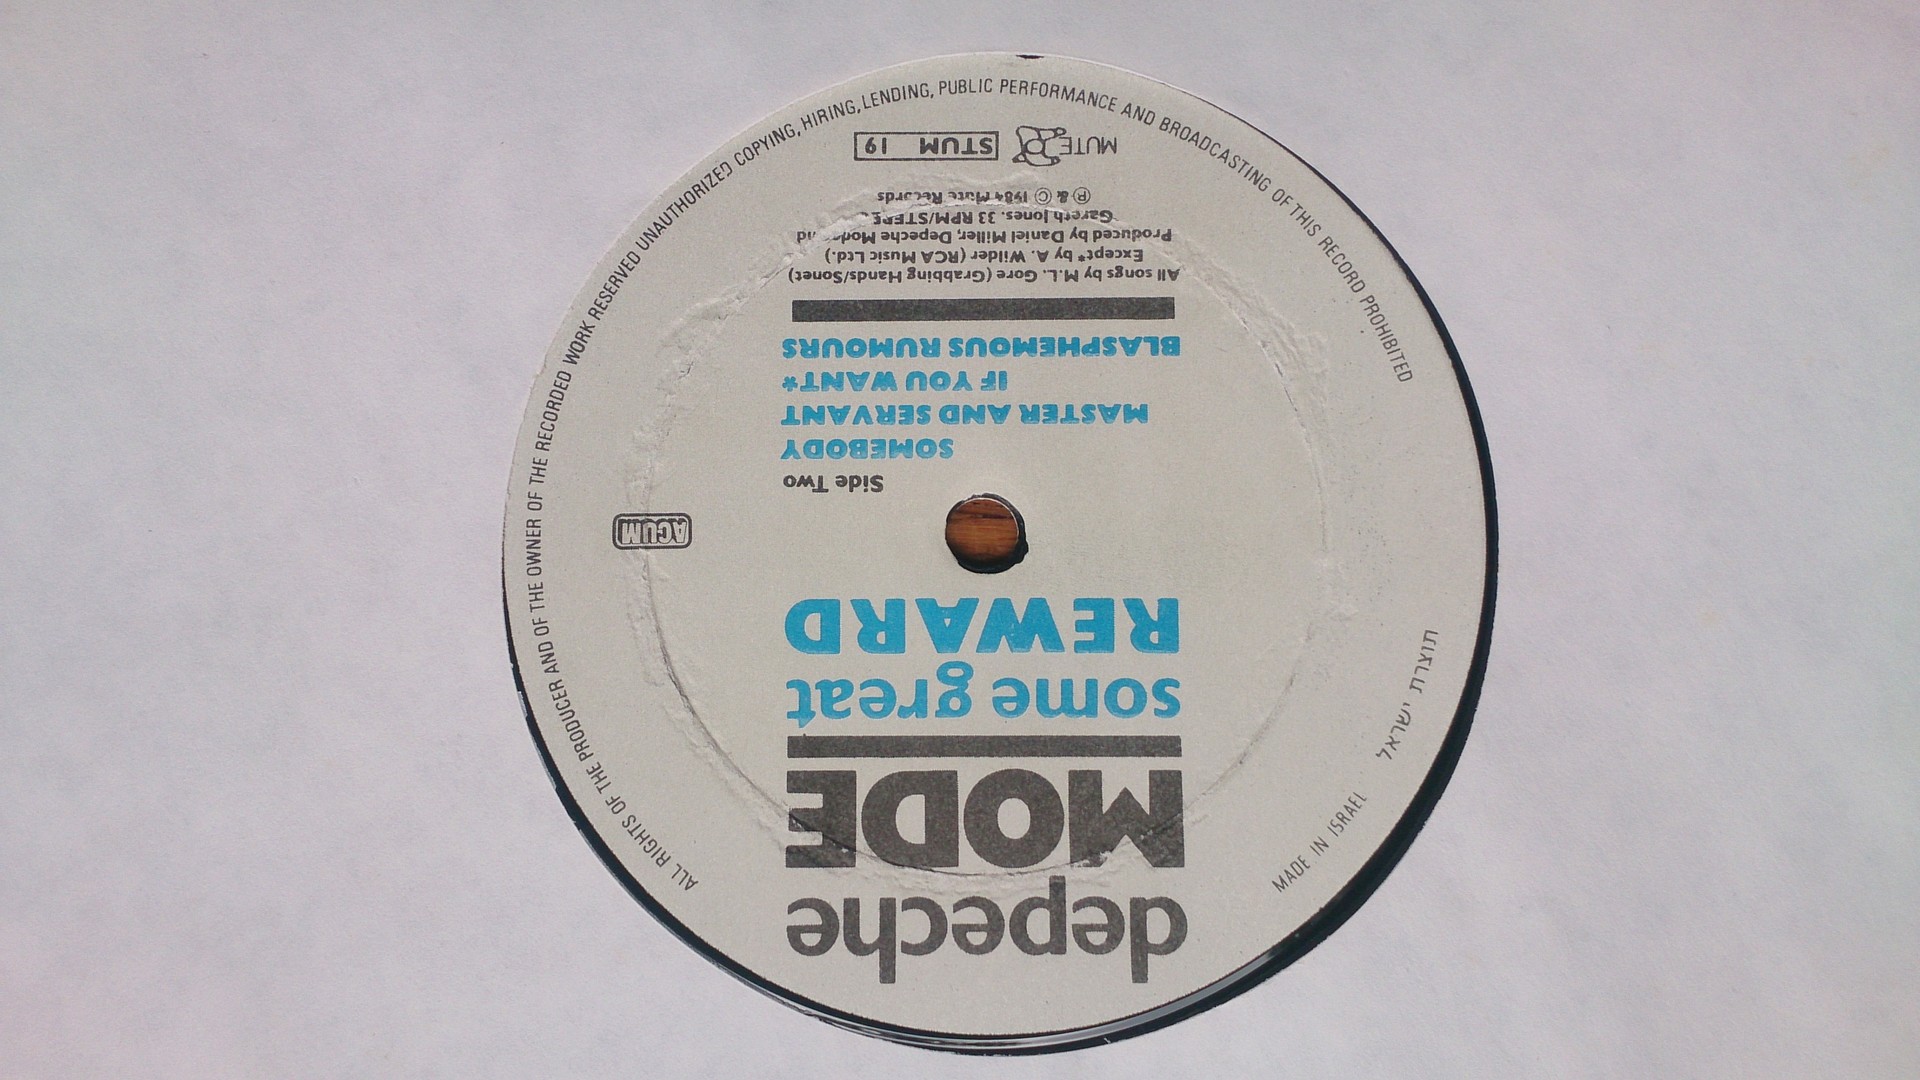 depeche
MODE
some great
REWARD
Side Two
SOMEBODY
MASTER AND SERVANT
IF YOU WANT*
BLASPHEMOUS RUMOURS
All songs by M.L. Gore (Grabbing Hands/Sonet)
Except* by A. Wilder (RCA Music Ltd.)
Produced by Daniel Miller, Depeche Mode
Gareth Jones. 33 RPM/STERE
Ⓟ & © 1984 Mute Records
MUTE STUM 19
ACUM
ALL RIGHTS OF THE PRODUCER AND OF THE OWNER OF THE RECORDED WORK RESERVED UNAUTHORIZED COPYING, HIRING, LENDING, PUBLIC PERFORMANCE AND BROADCASTING OF THIS RECORD PROHIBITED
MADE IN ISRAEL
תוצרת ישראל